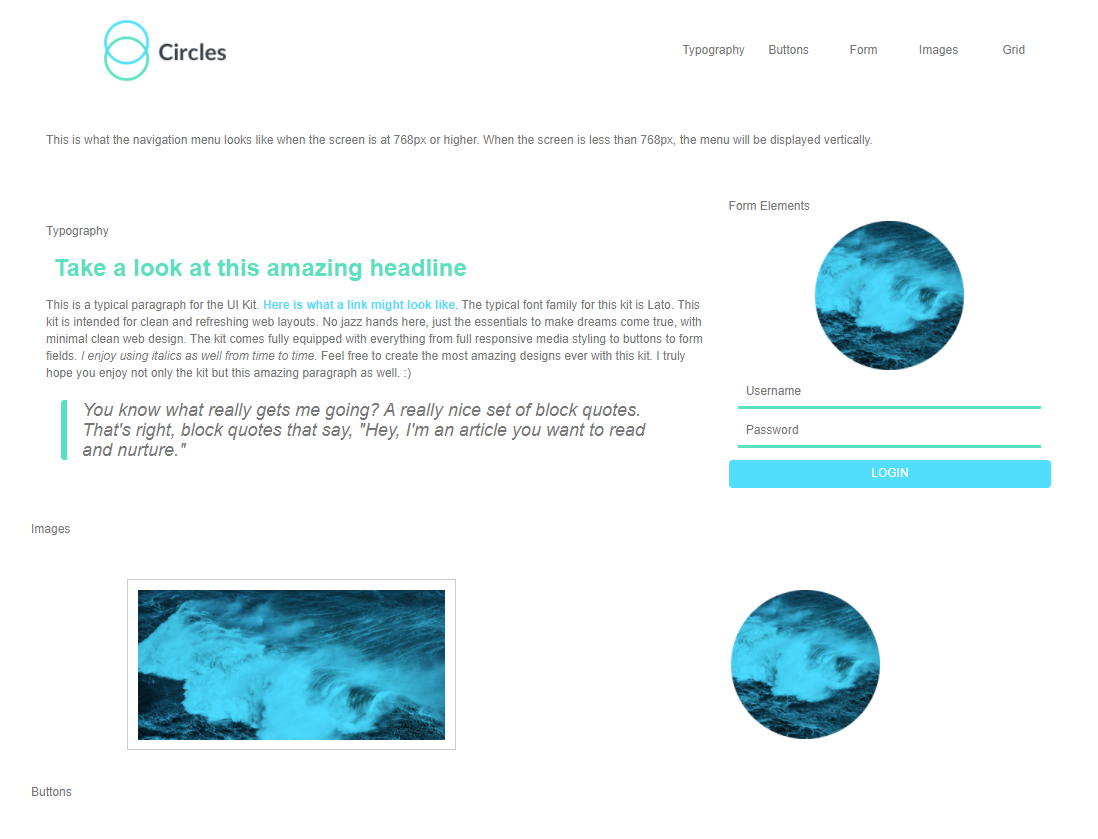 Circles
Typography Buttons Form Images Grid
This is what the navigation menu looks like when the screen is at 768px or higher. When the screen is less than 768px, the menu will be displayed vertically.
Typography
Take a look at this amazing headline
This is a typical paragraph for the UI Kit. Here is what a link might look like. The typical font family for this kit is Lato. This
kit is intended for clean and refreshing web layouts. No jazz hands here, just the essentials to make dreams come true, with
minimal clean web design. The kit comes fully equipped with everything from full responsive media styling to buttons to form
fields. I enjoy using italics as well from time to time. Feel free to create the most amazing designs ever with this kit. I truly
hope you enjoy not only the kit but this amazing paragraph as well. :)
You know what really gets me going? A really nice set of block quotes.
That's right, block quotes that say, "Hey, I'm an article you want to read
and nurture."
Form Elements
Username
Password
LOGIN
Images
Buttons